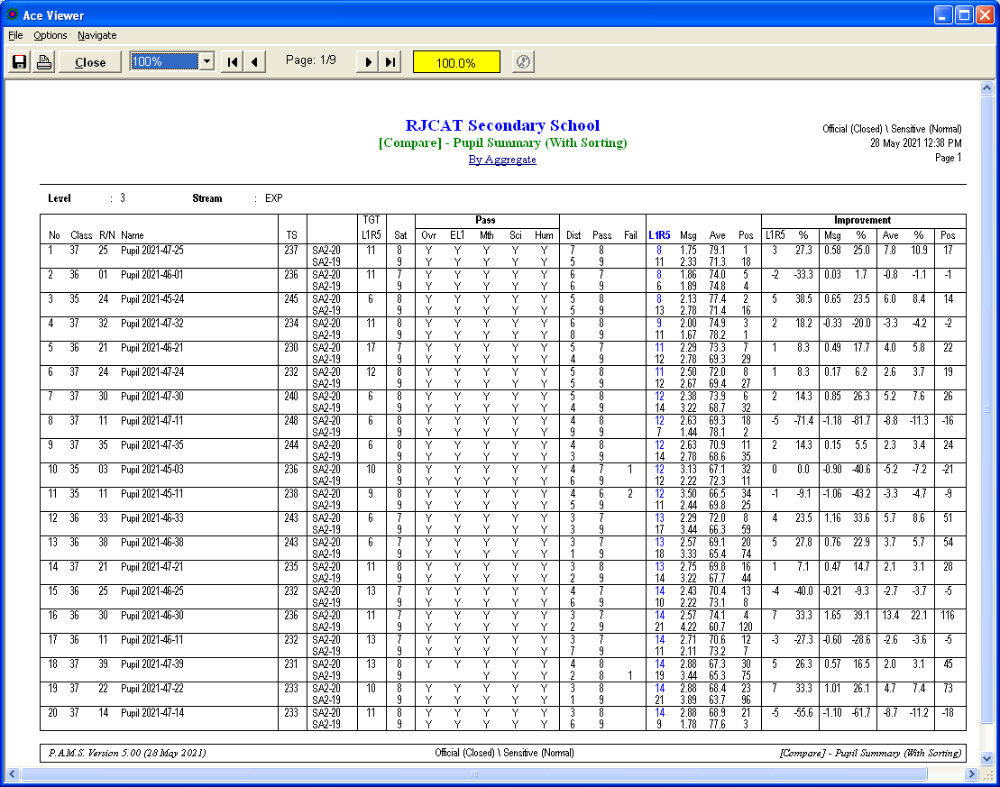 Ace Viewer
File Options Navigate
Close 100% Page: 1/9 100.0%
RJCAT Secondary School
[Compare] - Pupil Summary (With Sorting)
By Aggregate
Official (Closed) \ Sensitive (Normal)
28 May 2021 12:38 PM
Page 1
Level : 3 Stream : EXP
TGT Pass Improvement
No Class R/N Name TS L1R5 Sat Ovr EL1 Mth Sci Hum Dist Pass Fail L1R5 Msg Ave Pos L1R5 % Msg % Ave % Pos
1 37 25 Pupil 2021-47-25 237 SA2-20 11 8 Y Y Y Y Y 7 8 8 1.75 79.1 1 3 27.3 0.58 25.0 7.8 10.9 17
SA2-19 9 Y Y Y Y Y 5 9 11 2.33 71.3 18
2 36 01 Pupil 2021-46-01 236 SA2-20 11 7 Y Y Y Y Y 6 7 8 1.86 74.0 5 -2 -33.3 0.03 1.7 -0.8 -1.1 -1
SA2-19 9 Y Y Y Y Y 6 9 6 1.89 74.8 4
3 35 24 Pupil 2021-45-24 245 SA2-20 6 8 Y Y Y Y Y 5 8 8 2.13 77.4 2 5 38.5 0.65 23.5 6.0 8.4 14
SA2-19 9 Y Y Y Y Y 5 9 13 2.78 71.4 16
4 37 32 Pupil 2021-47-32 234 SA2-20 11 8 Y Y Y Y Y 6 8 9 2.00 74.9 3 2 18.2 -0.33 -20.0 -3.3 -4.2 -2
SA2-19 9 Y Y Y Y Y 8 9 11 1.67 78.2 1
5 36 21 Pupil 2021-46-21 230 SA2-20 17 7 Y Y Y Y Y 5 7 11 2.29 73.3 7 1 8.3 0.49 17.7 4.0 5.8 22
SA2-19 9 Y Y Y Y Y 4 9 12 2.78 69.3 29
6 37 24 Pupil 2021-47-24 232 SA2-20 12 8 Y Y Y Y Y 5 8 11 2.50 72.0 8 1 8.3 0.17 6.2 2.6 3.7 19
SA2-19 9 Y Y Y Y Y 5 9 12 2.67 69.4 27
7 37 30 Pupil 2021-47-30 240 SA2-20 6 8 Y Y Y Y Y 5 8 12 2.38 73.9 6 2 14.3 0.85 26.3 5.2 7.6 26
SA2-19 9 Y Y Y Y Y 4 9 14 3.22 68.7 32
8 37 11 Pupil 2021-47-11 248 SA2-20 6 8 Y Y Y Y Y 4 8 12 2.63 69.3 18 -5 -71.4 -1.18 -81.7 -8.8 -11.3 -16
SA2-19 9 Y Y Y Y Y 9 9 7 1.44 78.1 2
9 37 35 Pupil 2021-47-35 244 SA2-20 6 8 Y Y Y Y Y 4 8 12 2.63 70.9 11 2 14.3 0.15 5.5 2.3 3.4 24
SA2-19 9 Y Y Y Y Y 3 9 14 2.78 68.6 35
10 35 03 Pupil 2021-45-03 236 SA2-20 10 8 Y Y Y Y Y 4 7 1 12 3.13 67.1 32 0 0.0 -0.90 -40.6 -5.2 -7.2 -21
SA2-19 9 Y Y Y Y Y 6 9 12 2.22 72.3 11
11 35 11 Pupil 2021-45-11 238 SA2-20 9 8 Y Y Y Y Y 4 6 2 12 3.50 66.5 34 -1 -9.1 -1.06 -43.2 -3.3 -4.7 -9
SA2-19 9 Y Y Y Y Y 5 9 11 2.44 69.8 25
12 36 33 Pupil 2021-46-33 243 SA2-20 6 7 Y Y Y Y Y 3 7 13 2.29 72.0 8 4 23.5 1.16 33.6 5.7 8.6 51
SA2-19 9 Y Y Y Y Y 3 9 17 3.44 66.3 59
13 36 38 Pupil 2021-46-38 243 SA2-20 6 7 Y Y Y Y Y 3 7 13 2.57 69.1 20 5 27.8 0.76 22.9 3.7 5.7 54
SA2-19 9 Y Y Y Y Y 1 9 18 3.33 65.4 74
14 37 21 Pupil 2021-47-21 235 SA2-20 11 8 Y Y Y Y Y 3 8 13 2.75 69.8 16 1 7.1 0.47 14.7 2.1 3.1 28
SA2-19 9 Y Y Y Y Y 2 9 14 3.22 67.7 44
15 36 25 Pupil 2021-46-25 232 SA2-20 13 7 Y Y Y Y Y 4 7 14 2.43 70.4 13 -4 -40.0 -0.21 -9.3 -2.7 -3.7 -5
SA2-19 9 Y Y Y Y Y 6 9 10 2.22 73.1 8
16 36 30 Pupil 2021-46-30 236 SA2-20 11 7 Y Y Y Y Y 3 7 14 2.57 74.1 4 7 33.3 1.65 39.1 13.4 22.1 116
SA2-19 9 Y Y Y Y Y 2 9 21 4.22 60.7 120
17 36 11 Pupil 2021-46-11 232 SA2-20 13 7 Y Y Y Y Y 3 7 14 2.71 70.6 12 -3 -27.3 -0.60 -28.6 -2.6 -3.6 -5
SA2-19 9 Y Y Y Y Y 7 9 11 2.11 73.2 7
18 37 39 Pupil 2021-47-39 231 SA2-20 13 8 Y Y Y Y Y 4 8 14 2.88 67.3 30 5 26.3 0.57 16.5 2.0 3.1 45
SA2-19 9 Y Y Y 2 8 1 19 3.44 65.3 75
19 37 22 Pupil 2021-47-22 233 SA2-20 10 8 Y Y Y Y Y 3 8 14 2.88 68.4 23 7 33.3 1.01 26.1 4.7 7.4 73
SA2-19 9 Y Y Y Y Y 1 9 21 3.89 63.7 96
20 37 14 Pupil 2021-47-14 233 SA2-20 11 8 Y Y Y Y Y 3 8 14 2.88 68.9 21 -5 -55.6 -1.10 -61.7 -8.7 -11.2 -18
SA2-19 9 Y Y Y Y Y 6 9 9 1.78 77.6 3
P.A.M.S. Version 5.00 (28 May 2021) Official (Closed) \ Sensitive (Normal) [Compare] - Pupil Summary (With Sorting)